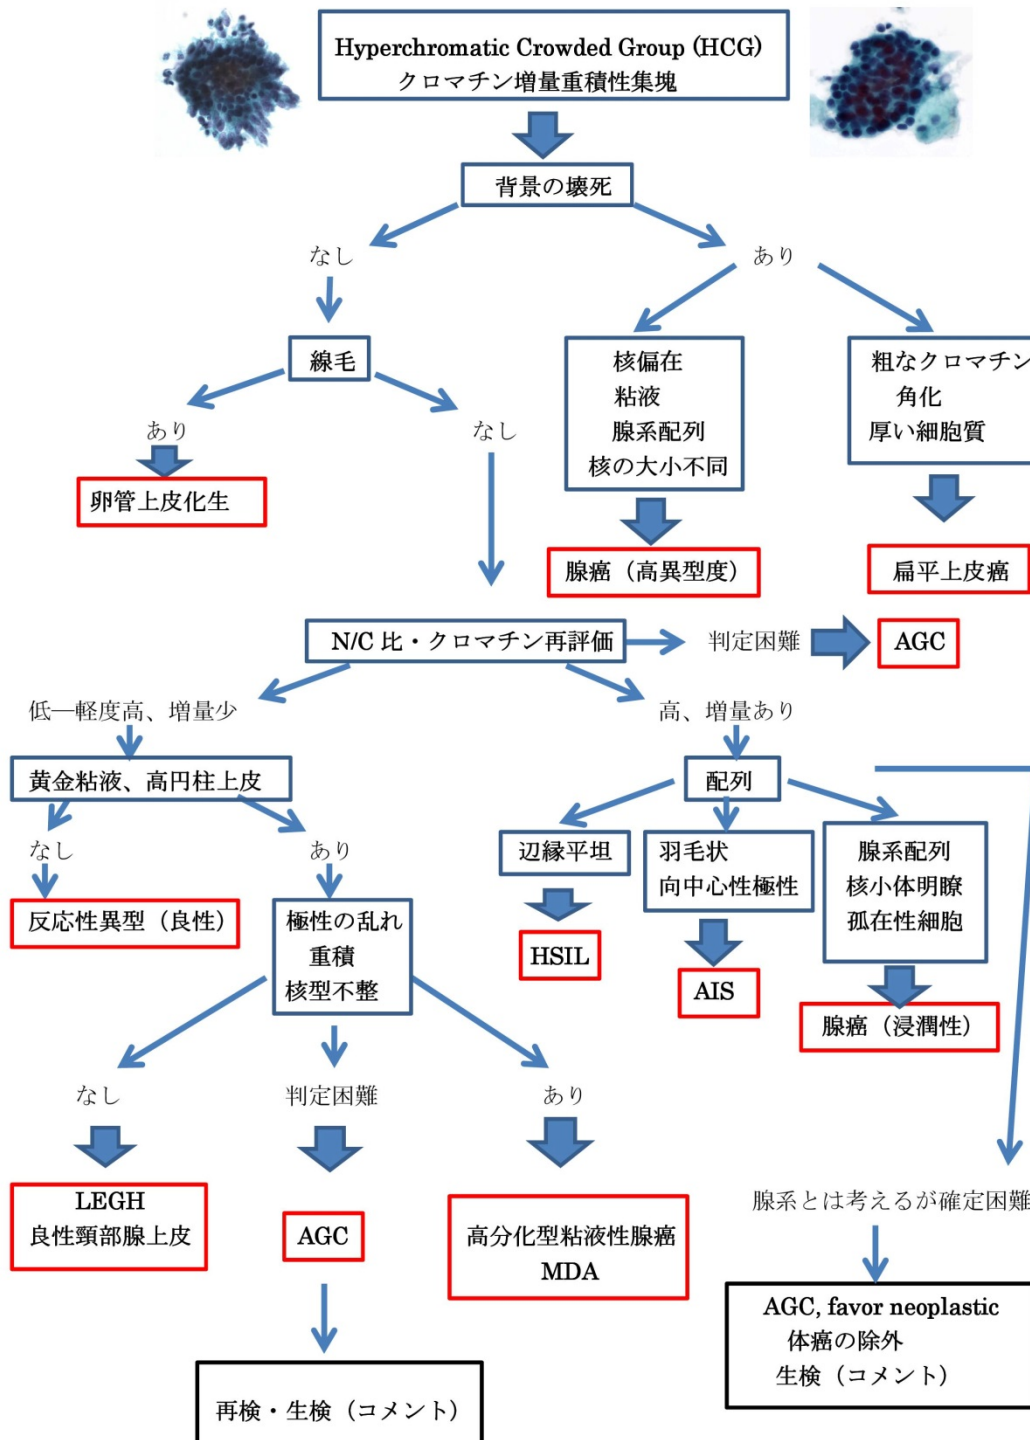 Hyperchromatic Crowded Group (HCG)
クロマチン増量重積性集塊
背景の壊死
なし
あり
線毛
核偏在
粘液
腺系配列
核の大小不同
粗なクロマチン
角化
厚い細胞質
あり
なし
卵管上皮化生
腺癌（高異型度）
扁平上皮癌
N/C 比・クロマチン再評価
判定困難
AGC
低―軽度高、増量少
高、増量あり
黄金粘液、高円柱上皮
配列
なし
あり
辺縁平坦
羽毛状
向中心性極性
腺系配列
核小体明瞭
孤在性細胞
反応性異型（良性）
極性の乱れ
重積
核型不整
HSIL
AIS
腺癌（浸潤性）
なし
判定困難
あり
LEGH
良性頸部腺上皮
AGC
高分化型粘液性腺癌
MDA
腺系とは考えるが確定困難
AGC, favor neoplastic
体癌の除外
生検（コメント）
再検・生検（コメント）